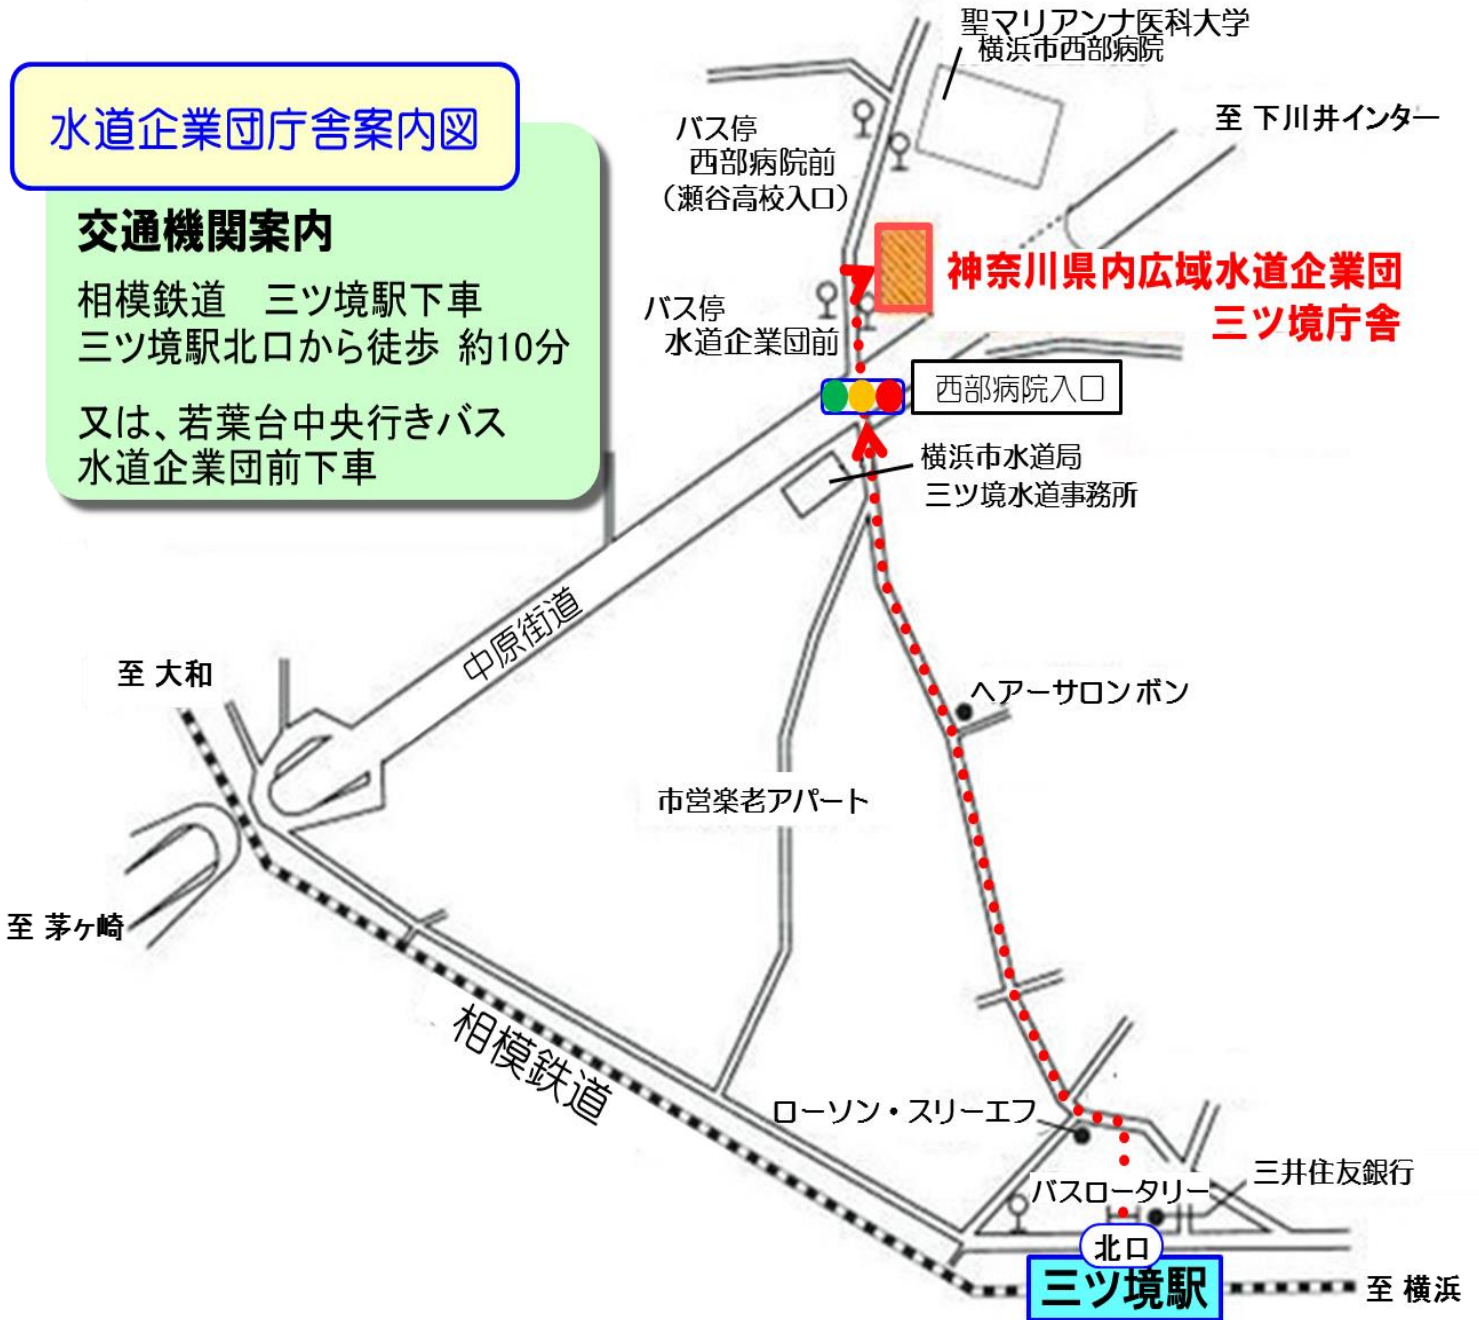 水道企業団庁舎案内図
交通機関案内
相模鉄道　三ツ境駅下車
三ツ境駅北口から徒歩 約10分
又は、若葉台中央行きバス
水道企業団前下車
聖マリアンナ医科大学
横浜市西部病院
至 下川井インター
バス停
西部病院前
（瀬谷高校入口）
神奈川県内広域水道企業団
三ツ境庁舎
バス停
水道企業団前
西部病院入口
横浜市水道局
三ツ境水道事務所
中原街道
至 大和
ヘアーサロンボン
市営楽老アパート
至 茅ヶ崎
相模鉄道
ローソン・スリーエフ
バスロータリー
三井住友銀行
北口
三ツ境駅
至 横浜